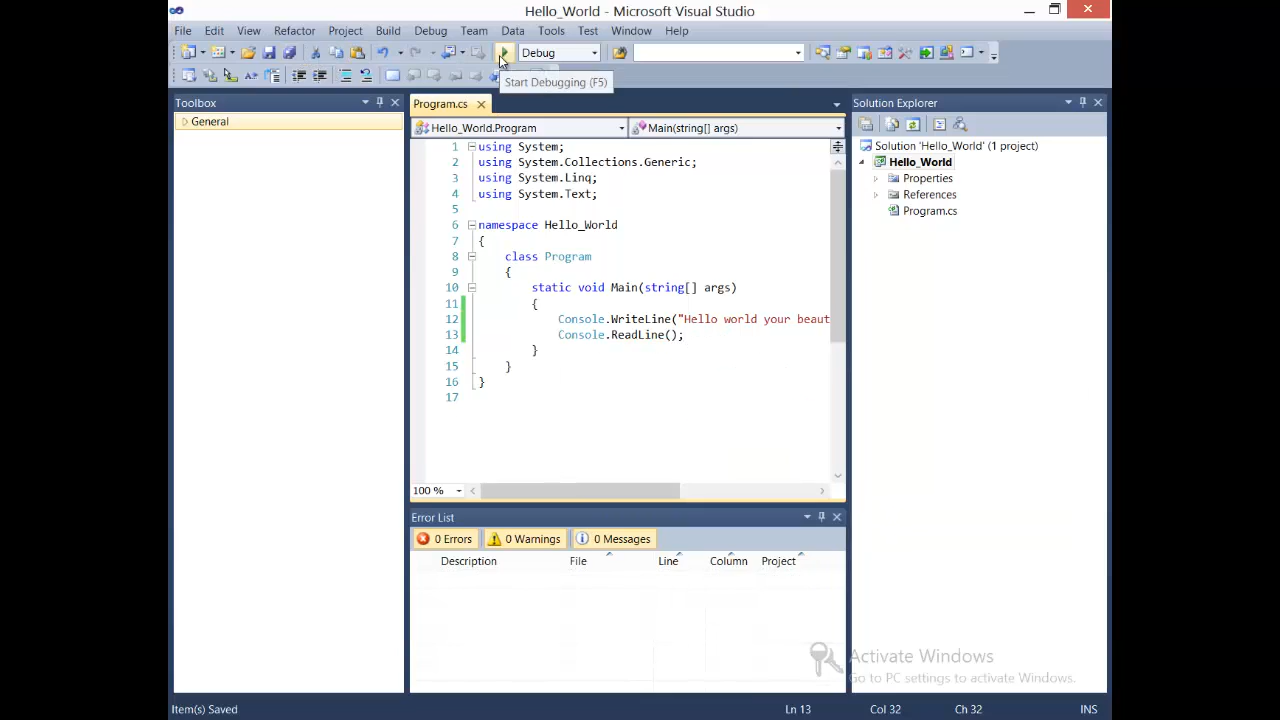 Hello_World - Microsoft Visual Studio
File Edit View Refactor Project Build Debug Team Data Tools Test Window Help
Debug
Start Debugging (F5)
Toolbox
General
Program.cs
Hello_World.Program
Main(string[] args)
1 using System;
2 using System.Collections.Generic;
3 using System.Linq;
4 using System.Text;
5
6 namespace Hello_World
7 {
8 class Program
9 {
10 static void Main(string[] args)
11 {
12 Console.WriteLine("Hello world your beaut
13 Console.ReadLine();
14 }
15 }
16 }
17
100 %
Error List
0 Errors 0 Warnings 0 Messages
Description File Line Column Project
Solution Explorer
Solution 'Hello_World' (1 project)
Hello_World
Properties
References
Program.cs
Activate Windows
Go to PC settings to activate Windows.
Item(s) Saved Ln 13 Col 32 Ch 32 INS